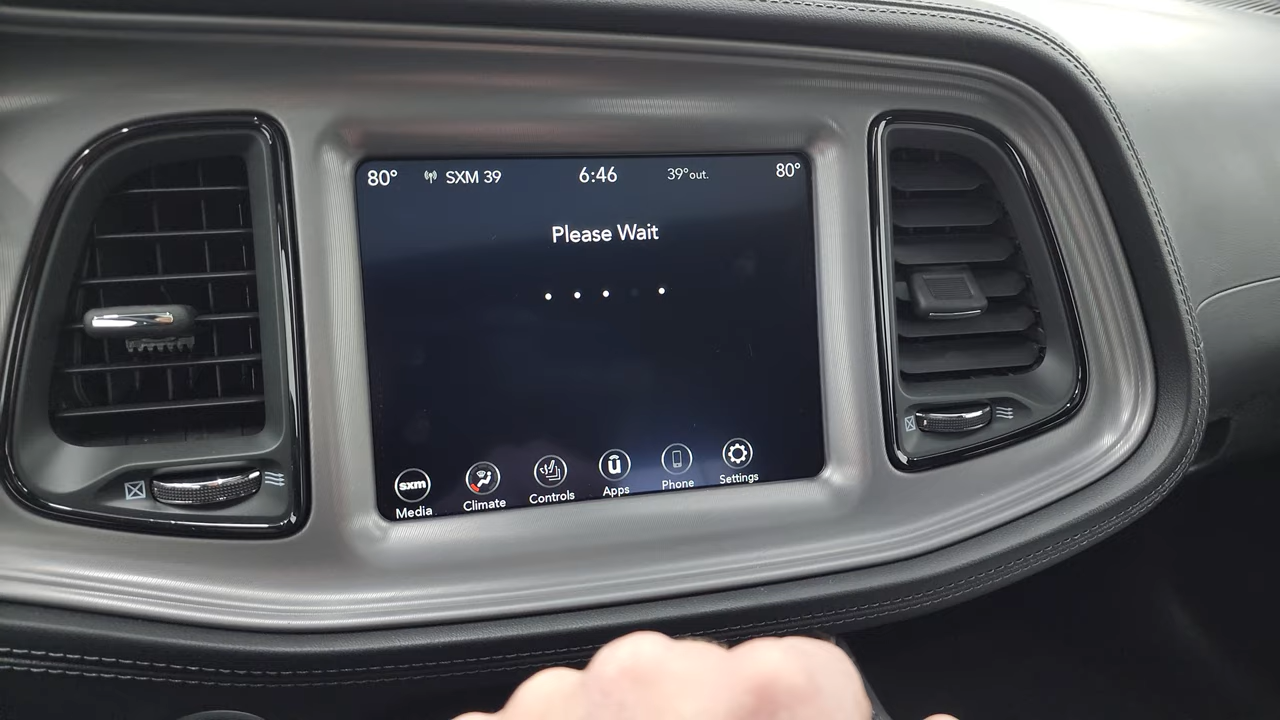 80° SXM 39 6:46 39°out. 80°
Please Wait
sxm ū
Media Climate Controls Apps Phone Settings